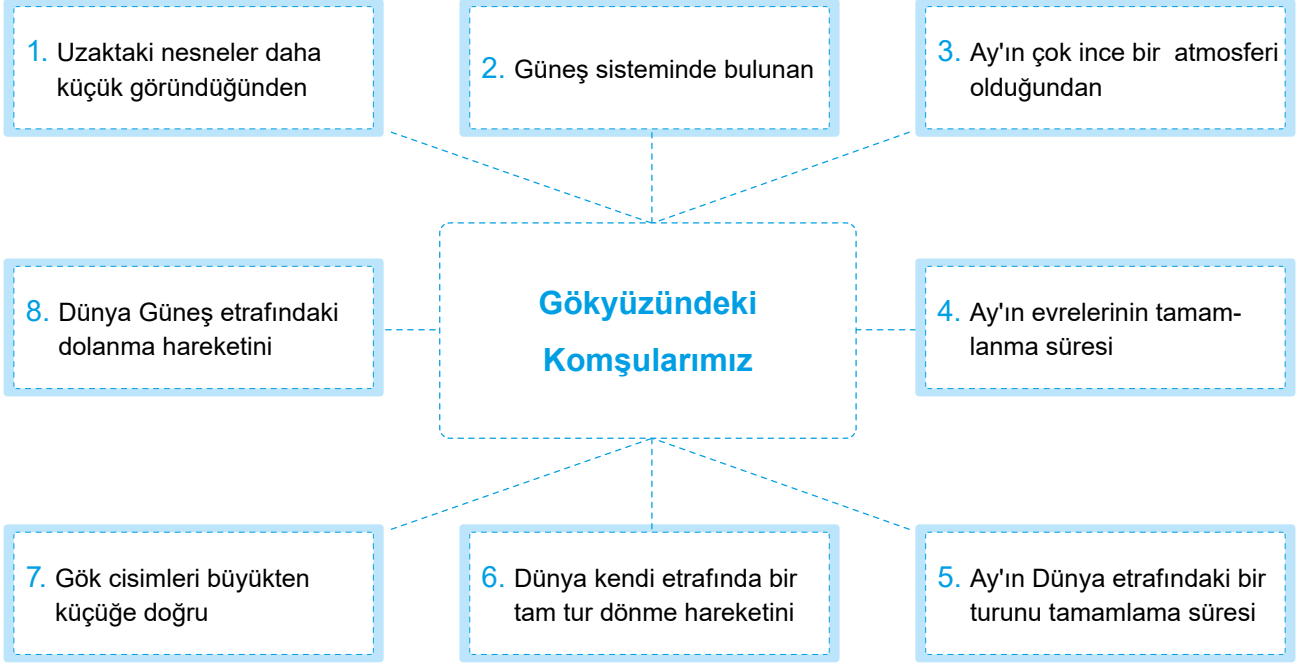 1. Uzaktaki nesneler daha
küçük göründüğünden
2. Güneş sisteminde bulunan
3. Ay'ın çok ince bir atmosferi
olduğundan
Gökyüzündeki
Komşularımız
8. Dünya Güneş etrafındaki
dolanma hareketini
4. Ay'ın evrelerinin tamam-
lanma süresi
7. Gök cisimleri büyükten
küçüğe doğru
6. Dünya kendi etrafında bir
tam tur dönme hareketini
5. Ay'ın Dünya etrafındaki bir
turunu tamamlama süresi